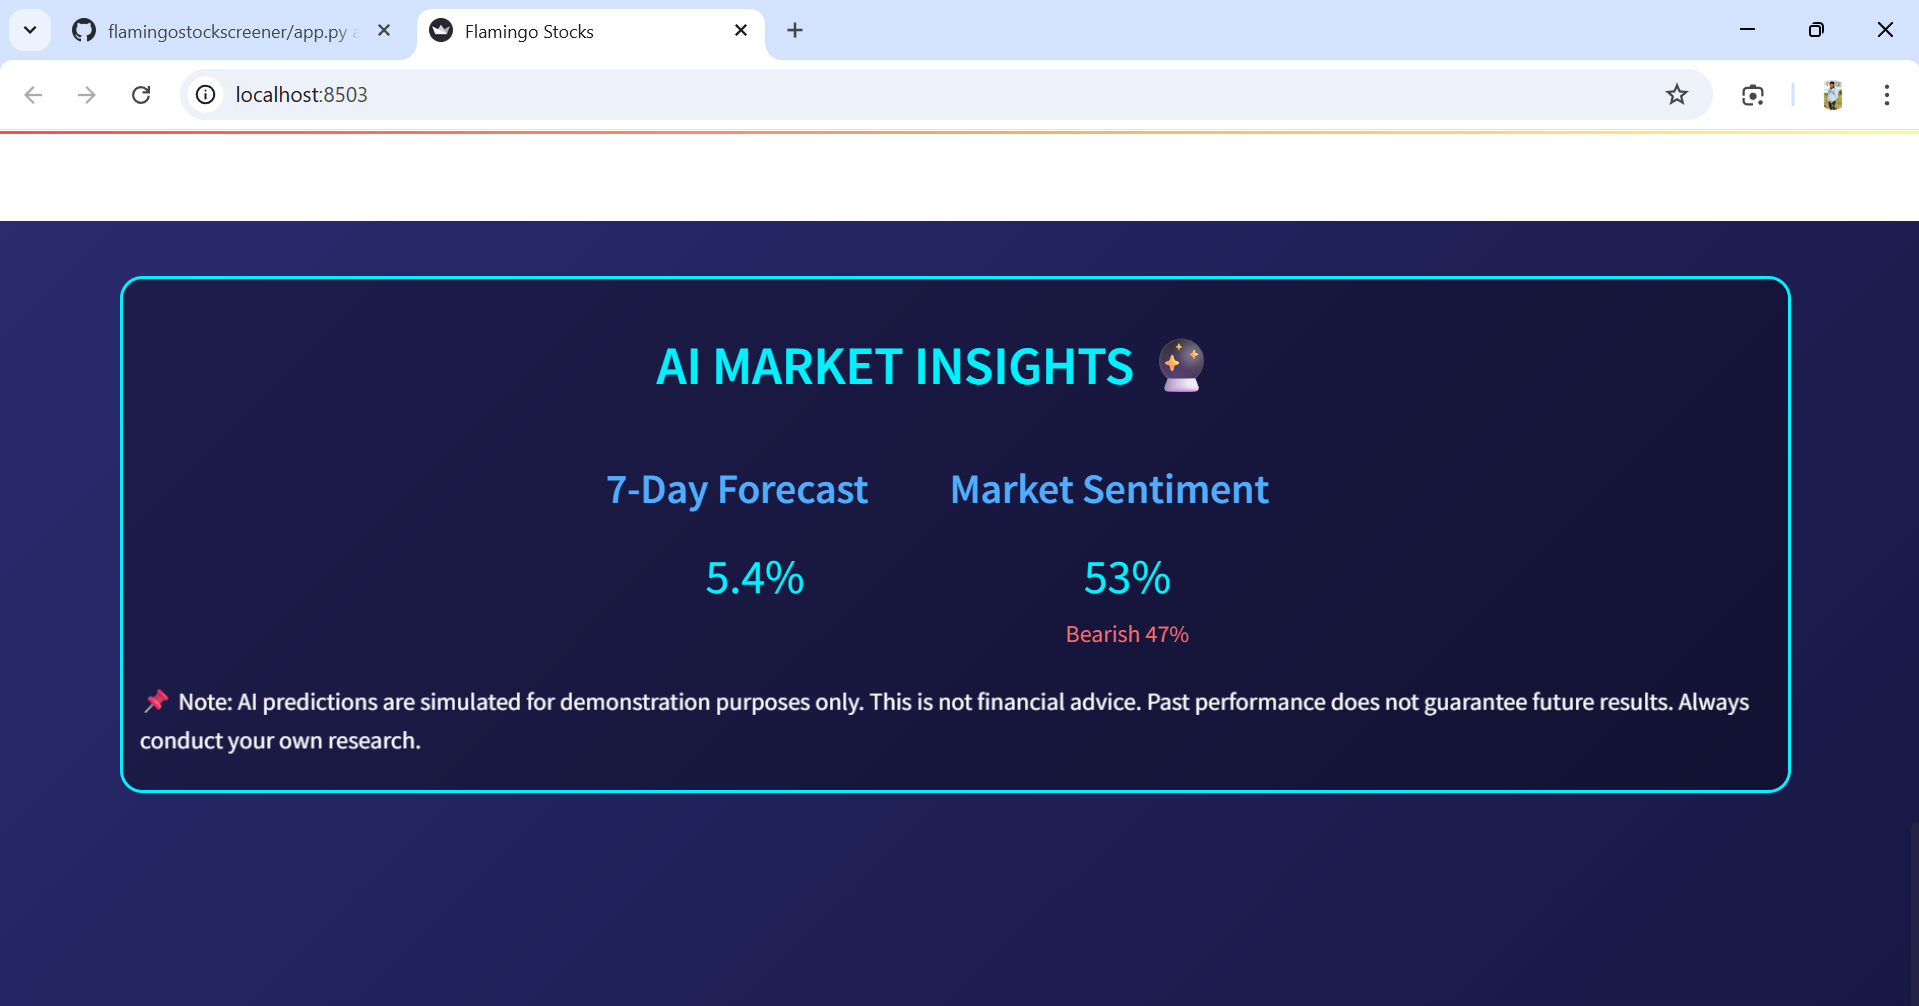 flamingostockscreener/app.py
Flamingo Stocks
localhost:8503
AI MARKET INSIGHTS 🔮
7-Day Forecast
Market Sentiment
5.4%
53%
Bearish 47%
📌 Note: AI predictions are simulated for demonstration purposes only. This is not financial advice. Past performance does not guarantee future results. Always
conduct your own research.